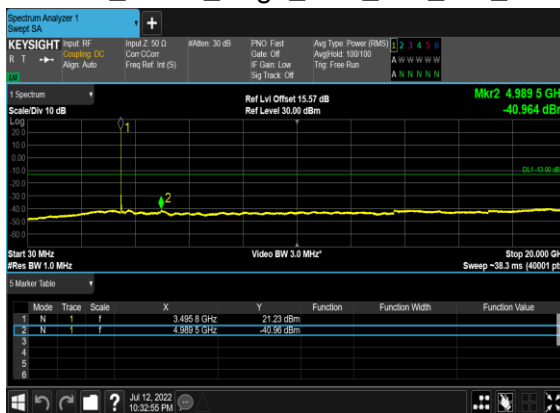 Spectrum Analyzer 1
Swept SA
KEYSIGHT Input: RF Input Z: 50 Ω #Atten: 30 dB PNO: Fast Avg Type: Power (RMS) 1 2 3 4 5 6
R T Coupling: DC Corr CCorr Gate: Off Avg|Hold: 100/100 A W W W W W
Align: Auto Freq Ref: Int (S) IF Gain: Low Trig: Free Run A N N N N N
LU Sig Track: Off
1 Spectrum Ref Lvl Offset 15.57 dB Mkr2 4.989 5 GH
Scale/Div 10 dB Ref Level 30.00 dBm -40.964 dB
Log
20.0
10.0
0.00
-10.0
-20.0
-30.0
-40.0
-50.0
-60.0
1
2
DL1 -13.00 dB
Start 30 MHz Video BW 3.0 MHz* Stop 20.000 GH
#Res BW 1.0 MHz Sweep ~38.3 ms (40001 pt
5 Marker Table
Mode Trace Scale X Y Function Function Width Function Value
1 N 1 f 3.495 8 GHz 21.23 dBm
2 N 1 f 4.989 5 GHz -40.96 dBm
3
4
5
6
? Jul 12, 2022
10:32:55 PM